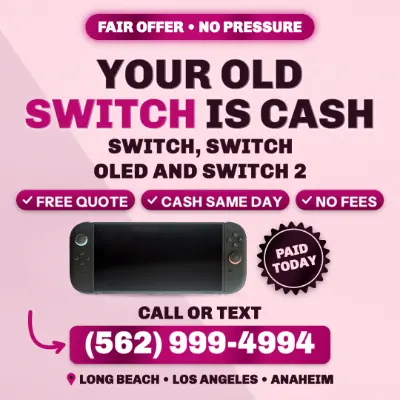 FAIR OFFER • NO PRESSURE
YOUR OLD
SWITCH IS CASH
SWITCH, SWITCH
OLED AND SWITCH 2
✓ FREE QUOTE ✓ CASH SAME DAY ✓ NO FEES
PAID
TODAY
CALL OR TEXT
(562) 999-4994
LONG BEACH • LOS ANGELES • ANAHEIM